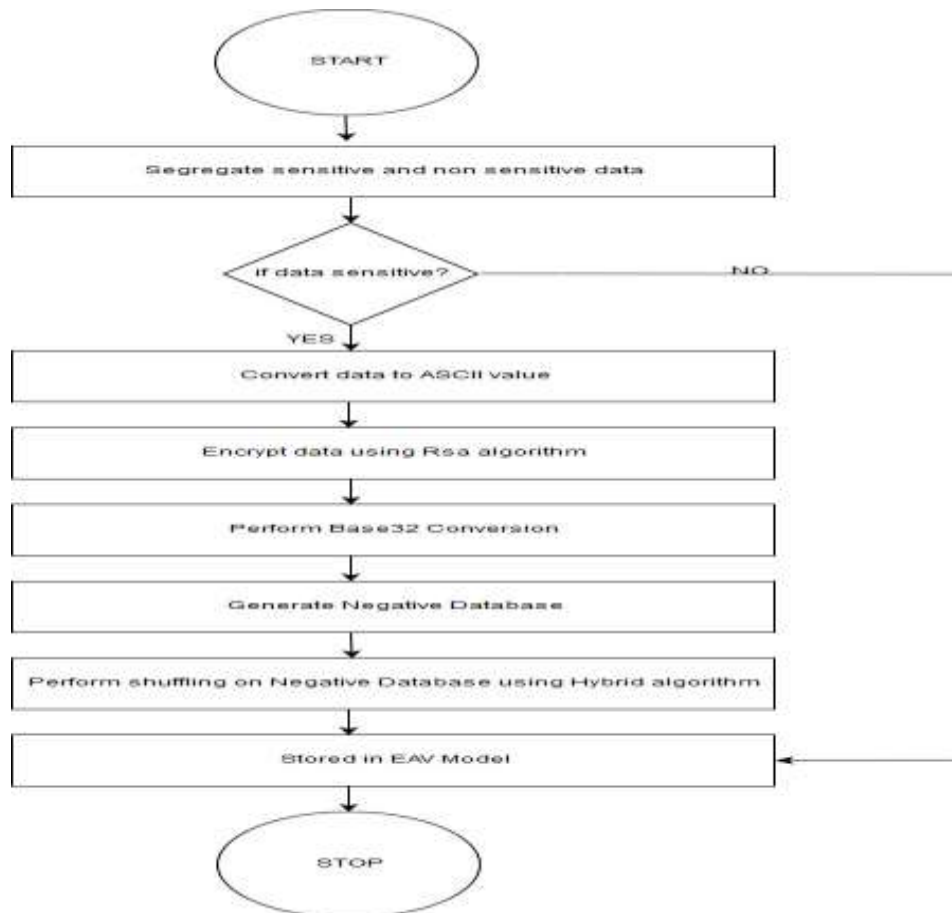 START
Segregate sensitive and non sensitive data
if data sensitive?
NO
YES
Convert data to ASCII value
Encrypt data using Rsa algorithm
Perform Base32 Conversion
Generate Negative Database
Perform shuffling on Negative Database using Hybrid algorithm
Stored in EAV Model
STOP